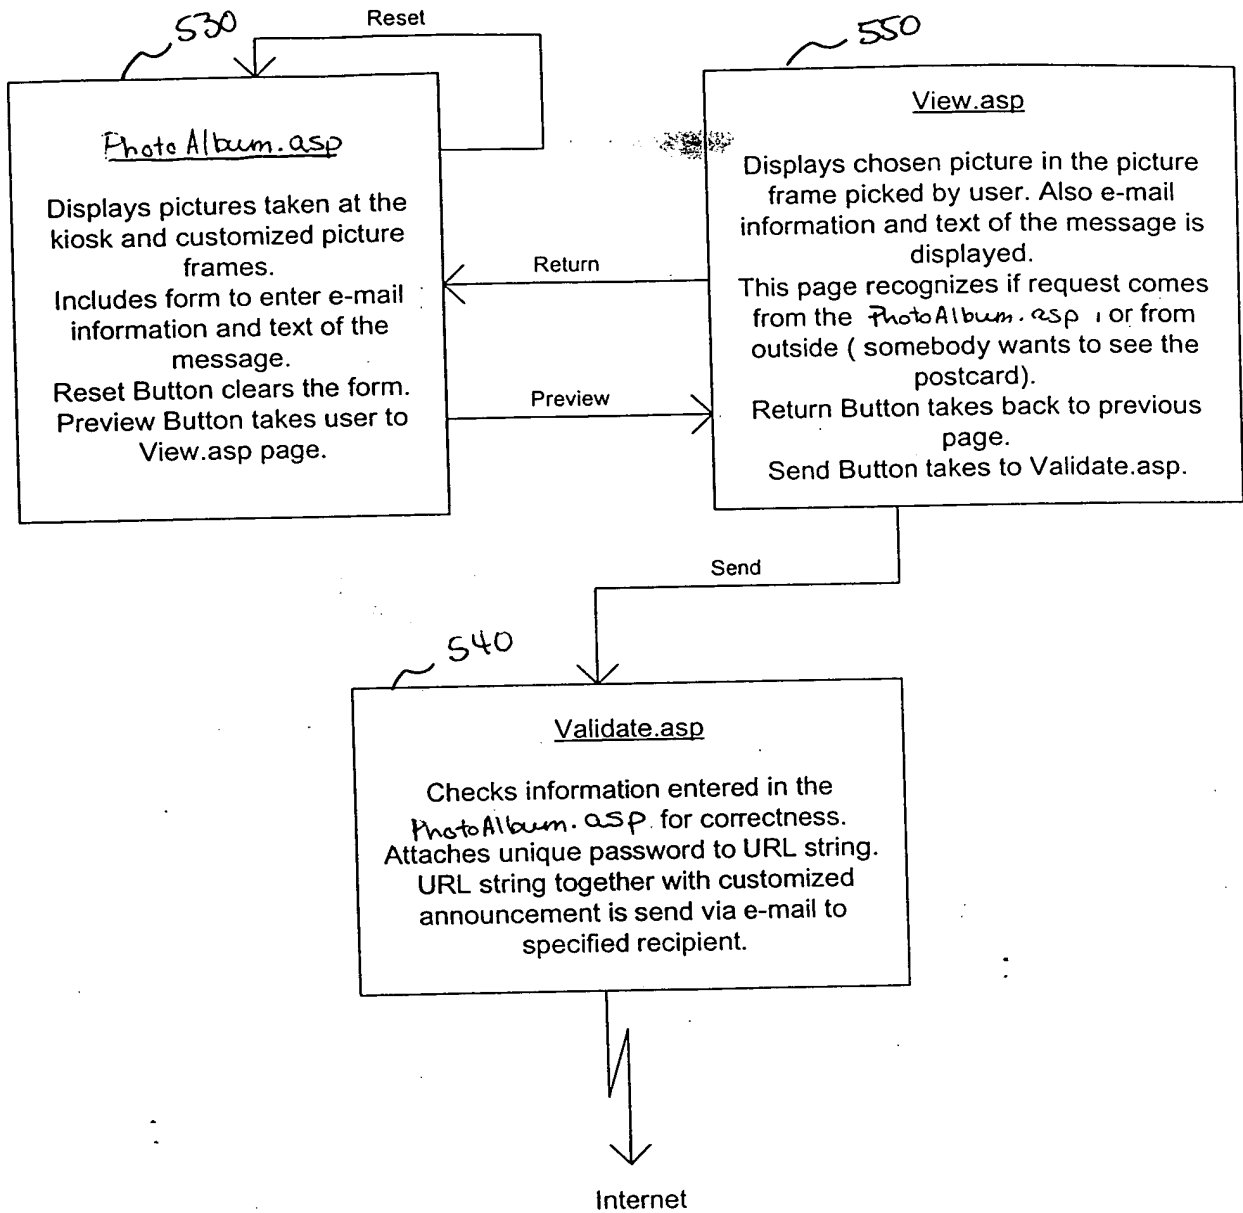 530
Reset
PhotoAlbum.asp
Displays pictures taken at the
kiosk and customized picture
frames.
Includes form to enter e-mail
information and text of the
message.
Reset Button clears the form.
Preview Button takes user to
View.asp page.
Return
Preview
550
View.asp
Displays chosen picture in the picture
frame picked by user. Also e-mail
information and text of the message is
displayed.
This page recognizes if request comes
from the PhotoAlbum.asp , or from
outside ( somebody wants to see the
postcard).
Return Button takes back to previous
page.
Send Button takes to Validate.asp.
Send
540
Validate.asp
Checks information entered in the
PhotoAlbum.asp. for correctness.
Attaches unique password to URL string.
URL string together with customized
announcement is send via e-mail to
specified recipient.
Internet